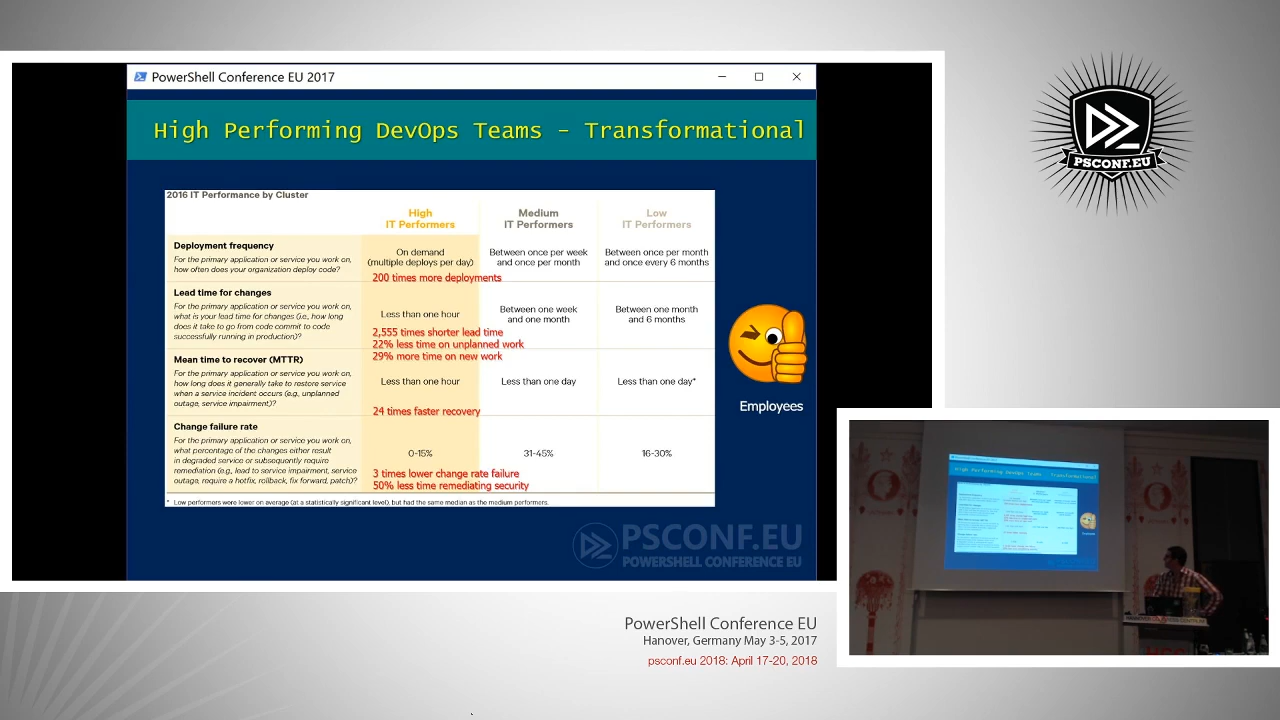 PowerShell Conference EU 2017
High Performing DevOps Teams - Transformational
2016 IT Performance by Cluster
High
IT Performers
Medium
IT Performers
Low
IT Performers
Deployment frequency
For the primary application or service you work on,
how often does your organization deploy code?
On demand
(multiple deploys per day)
Between once per week
and once per month
Between once per month
and once every 6 months
200 times more deployments
Lead time for changes
For the primary application or service you work on,
what is your lead time for changes (i.e., how long
does it take to go from code commit to code
successfully running in production)?
Less than one hour
Between one week
and one month
Between one month
and 6 months
2,555 times shorter lead time
22% less time on unplanned work
29% more time on new work
Mean time to recover (MTTR)
For the primary application or service you work on,
how long does it generally take to restore service
when a service incident occurs (e.g., unplanned
outage, service impairment)?
Less than one hour
Less than one day
Less than one day*
24 times faster recovery
Change failure rate
For the primary application or service you work on,
what percentage of the changes either result
in degraded service or subsequently require
remediation (e.g., lead to service impairment, service
outage, require a hotfix, rollback, fix forward, patch)?
0-15%
31-45%
16-30%
3 times lower change rate failure
50% less time remediating security
* Low performers were lower on average (at a statistically significant level), but had the same median as the medium performers.
Employees
PSCONF.EU
POWERSHELL CONFERENCE EU
PSCONF.EU
High Performing DevOps Teams Transformational
PowerShell Conference EU
Hanover, Germany May 3-5, 2017
psconf.eu 2018: April 17-20, 2018